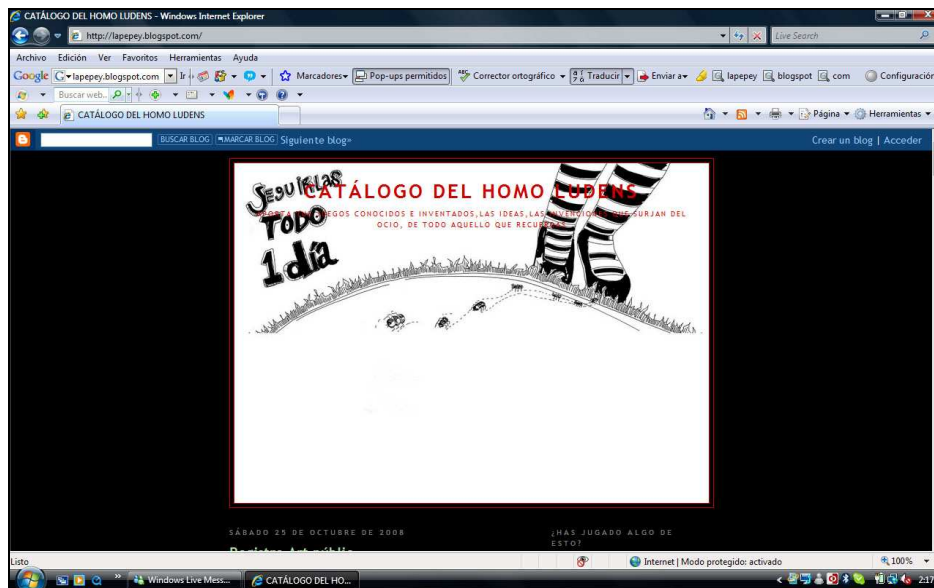 CATÁLOGO DEL HOMO LUDENS - Windows Internet Explorer
http://lapepey.blogspot.com/
Live Search
Archivo Edición Ver Favoritos Herramientas Ayuda
Google lapepey.blogspot.com Ir Marcadores Pop-ups permitidos Corrector ortográfico Traducir Enviar a lapepey blogspot com Configuració
Buscar web..
CATÁLOGO DEL HOMO LUDENS Página Herramientas
BUSCAR BLOG MARCAR BLOG Siguiente blog» Crear un blog | Acceder
SEGUIRLAS
TODO
1 día
CATÁLOGO DEL HOMO LUDENS
CONOCIDOS E INVENTADOS, LAS IDEAS, LAS INVENCIONES QUE SURJAN DEL
OCIO, DE TODO AQUELLO QUE
SÁBADO 25 DE OCTUBRE DE 2008
¿HAS JUGADO ALGO DE
ESTO?
Listo Internet | Modo protegido: activado 100%
Windows Live Mess... CATÁLOGO DEL HO... 2:17